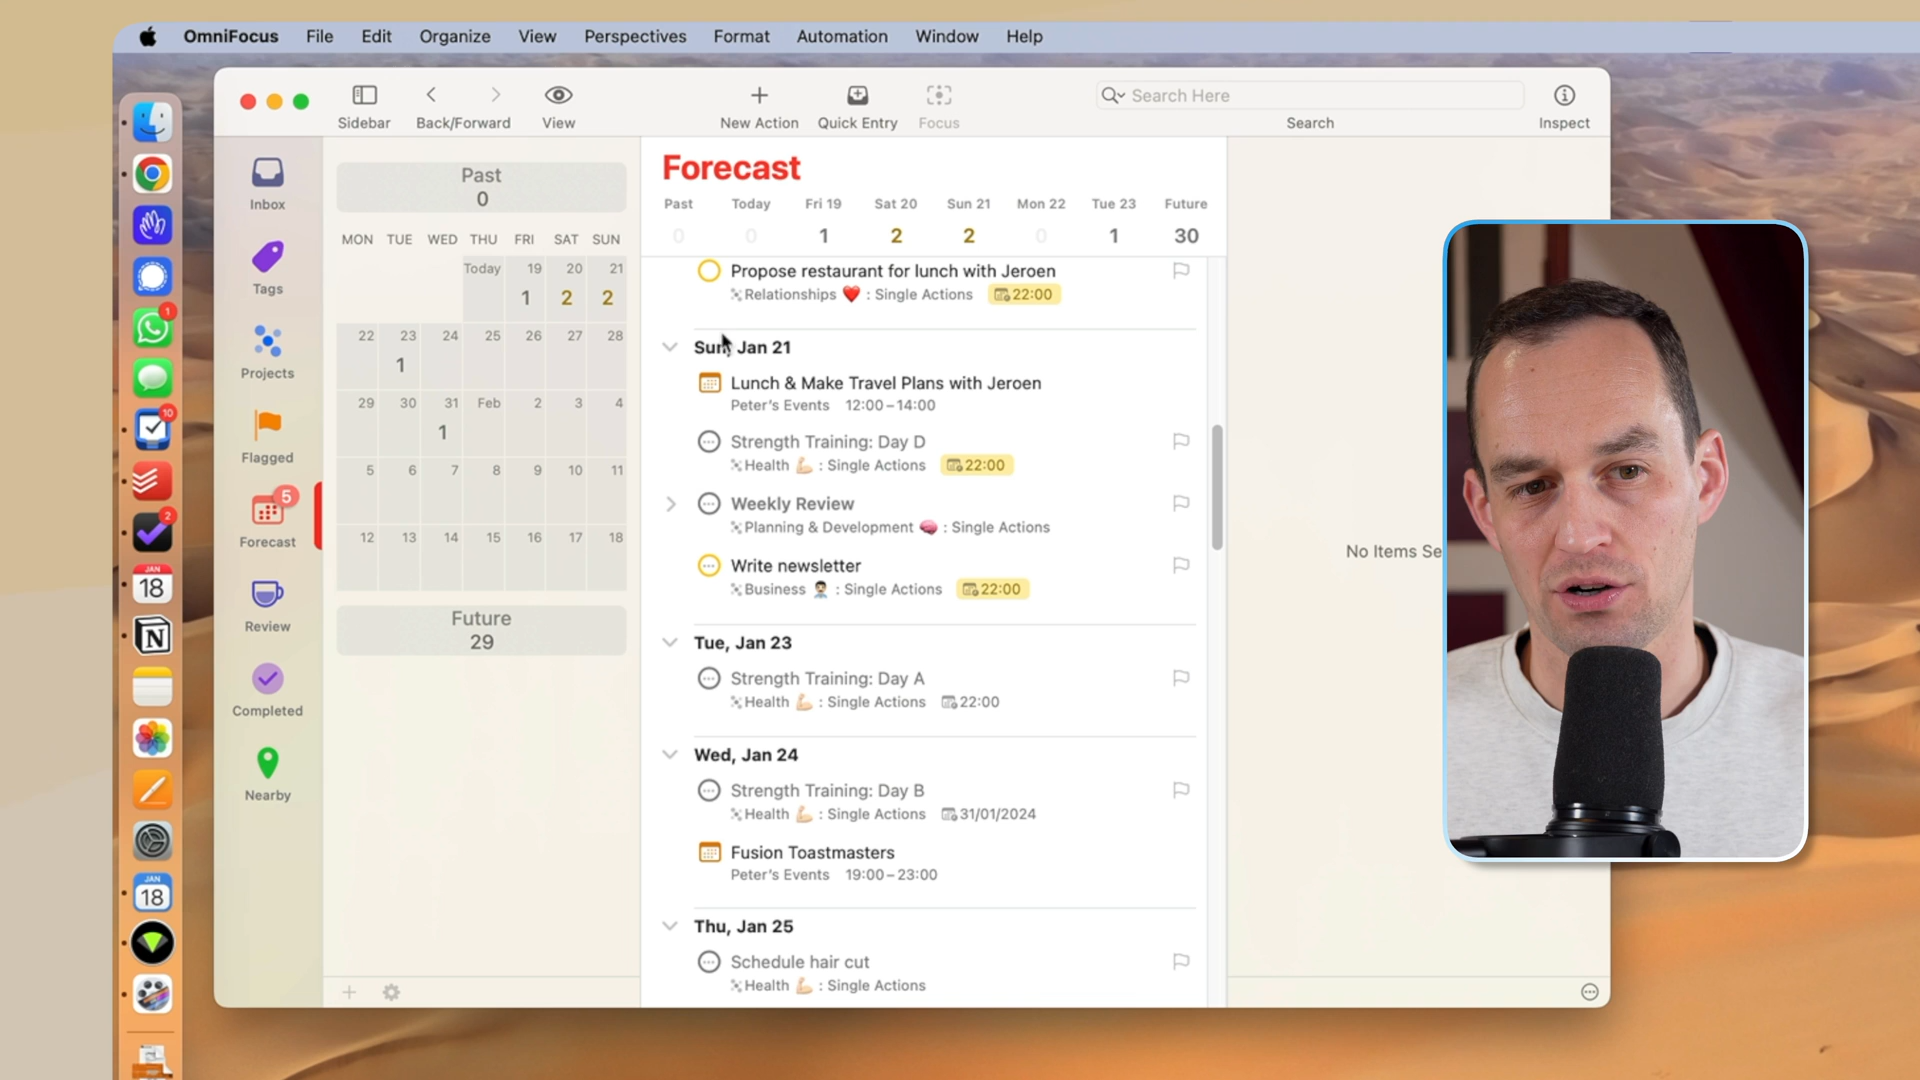 OmniFocus File Edit Organize View Perspectives Format Automation Window Help
Sidebar Back/Forward View New Action Quick Entry Focus Search Here Search Inspect
Inbox
Tags
Projects
Flagged
5
Forecast
Review
Completed
Nearby
1
10
2
JAN
18
JAN
18
Past
0
MON TUE WED THU FRI SAT SUN
Today 19 20 21
1 2 2
22 23 24 25 26 27 28
1
29 30 31 Feb 2 3 4
1
5 6 7 8 9 10 11
12 13 14 15 16 17 18
Future
29
Forecast
Past Today Fri 19 Sat 20 Sun 21 Mon 22 Tue 23 Future
0 0 1 2 2 0 1 30
Propose restaurant for lunch with Jeroen
Relationships ❤️ : Single Actions 22:00
Sun, Jan 21
Lunch & Make Travel Plans with Jeroen
Peter's Events 12:00–14:00
Strength Training: Day D
Health 💪🏻 : Single Actions 22:00
Weekly Review
Planning & Development 🧠 : Single Actions
Write newsletter
Business 👨🏻‍💼 : Single Actions 22:00
Tue, Jan 23
Strength Training: Day A
Health 💪🏻 : Single Actions 22:00
Wed, Jan 24
Strength Training: Day B
Health 💪🏻 : Single Actions 31/01/2024
Fusion Toastmasters
Peter's Events 19:00–23:00
Thu, Jan 25
Schedule hair cut
Health 💪🏻 : Single Actions
No Items Se